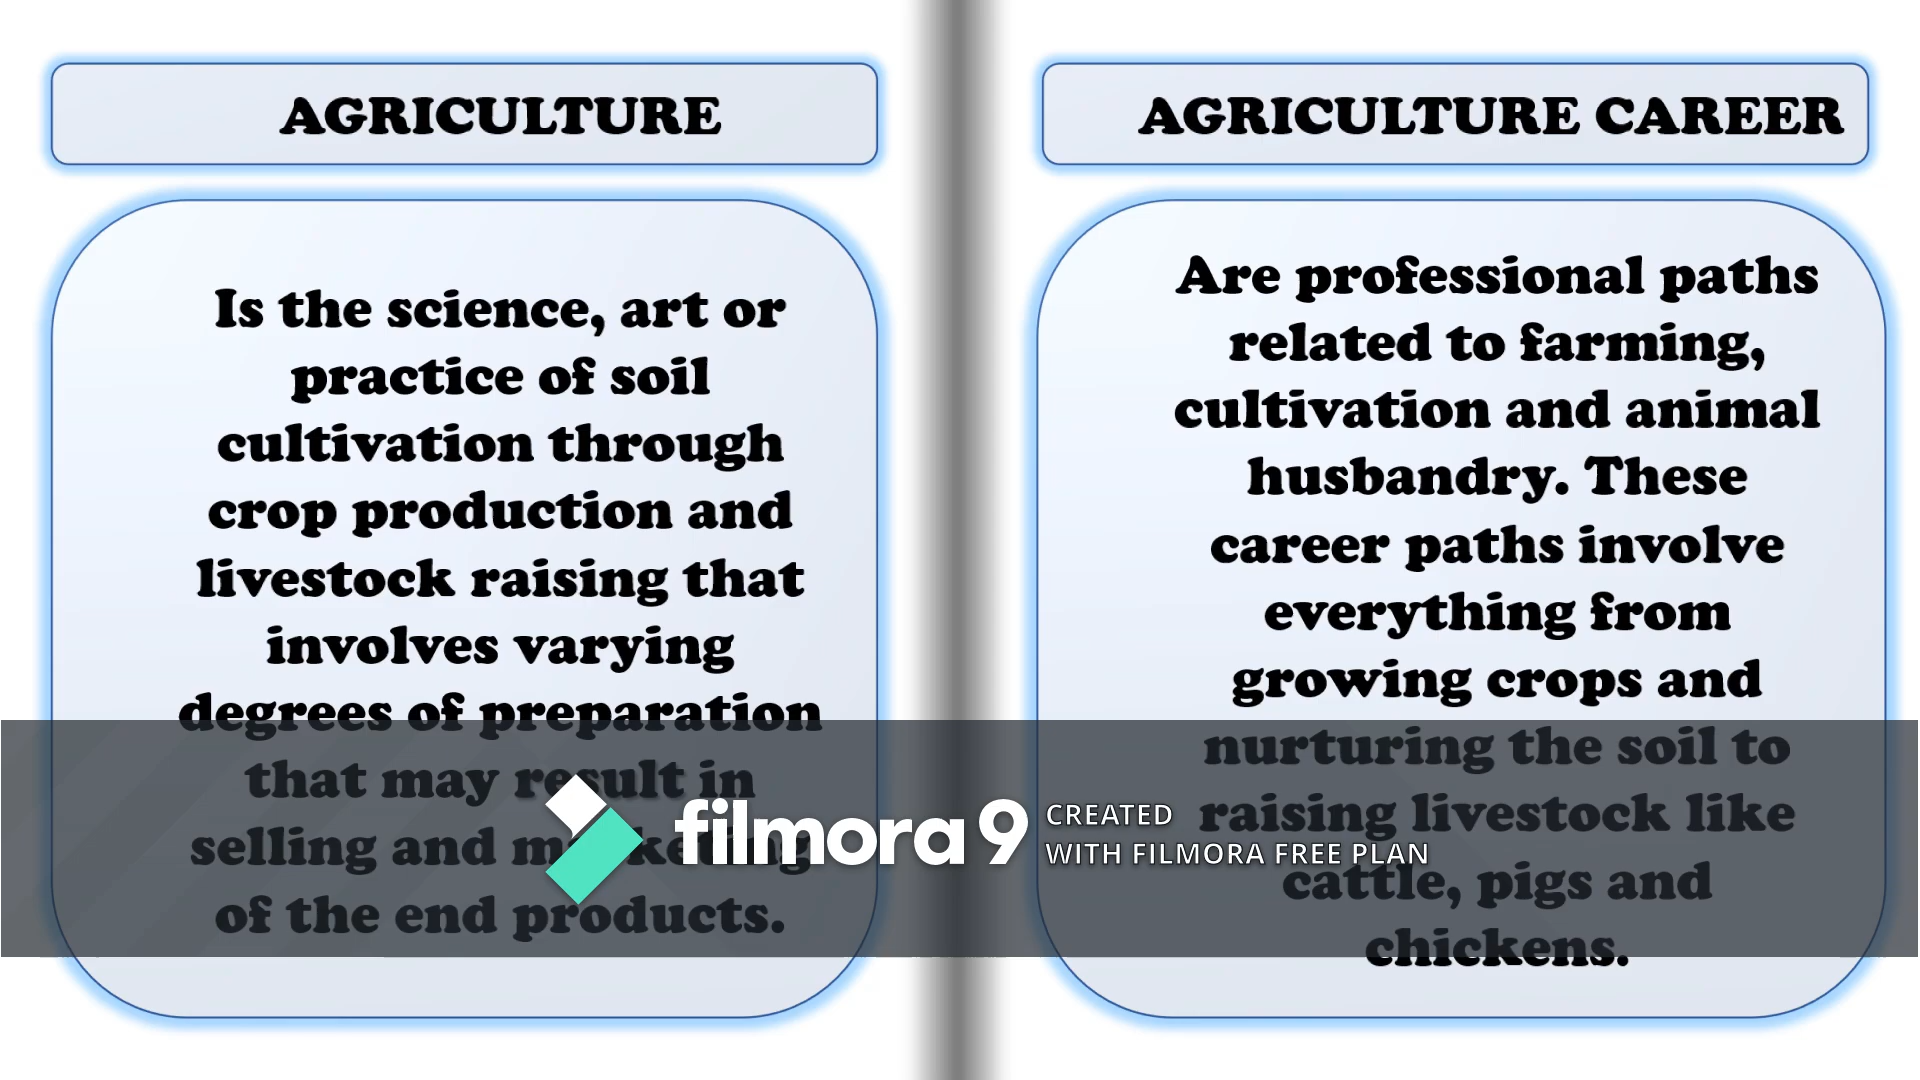 AGRICULTURE
Is the science, art or
practice of soil
cultivation through
crop production and
livestock raising that
involves varying
degrees of preparation
that may result in
selling and marketing
of the end products.
AGRICULTURE CAREER
Are professional paths
related to farming,
cultivation and animal
husbandry. These
career paths involve
everything from
growing crops and
nurturing the soil to
raising livestock like
cattle, pigs and
chickens.
filmora 9
CREATED
WITH FILMORA FREE PLAN